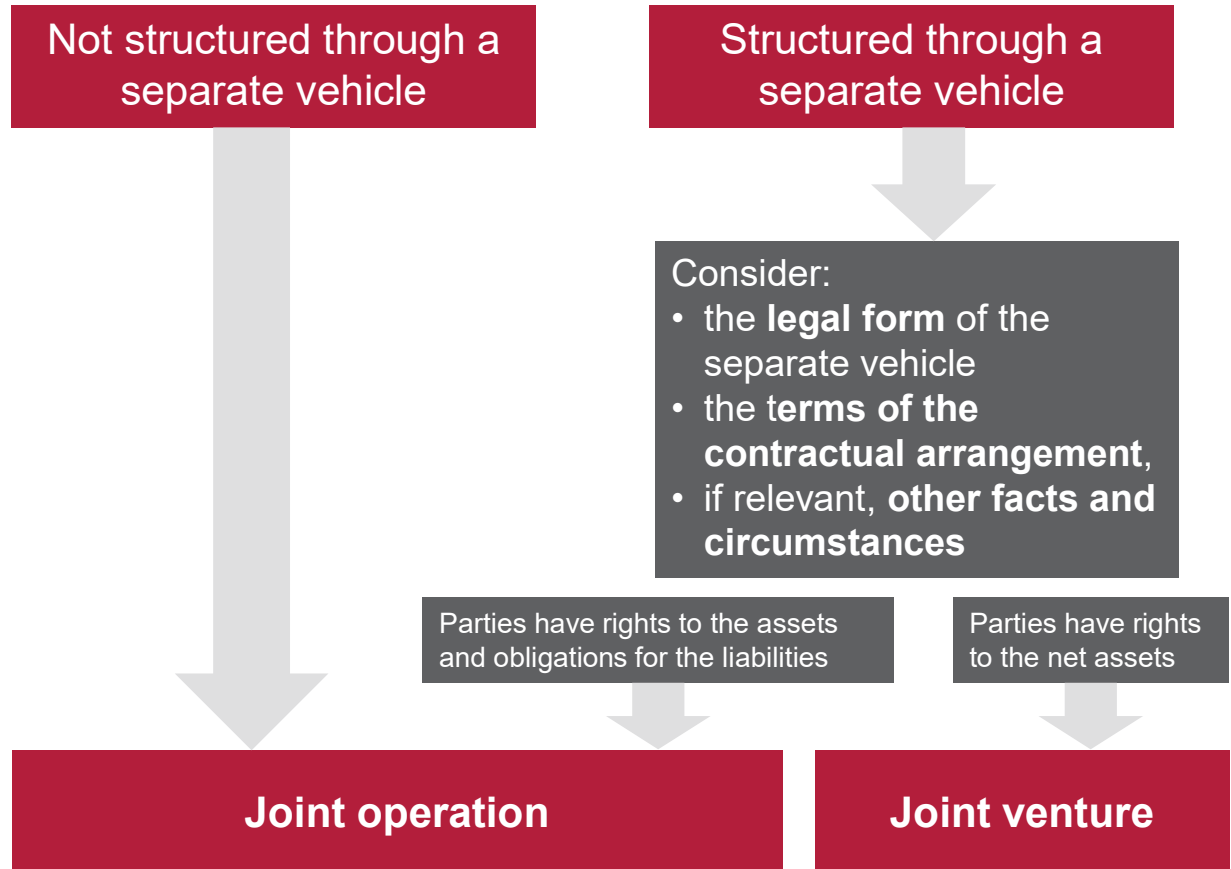 Not structured through a
separate vehicle
Structured through a
separate vehicle
Consider:
• the legal form of the
separate vehicle
• the terms of the
contractual arrangement,
• if relevant, other facts and
circumstances
Parties have rights to the assets
and obligations for the liabilities
Parties have rights
to the net assets
Joint operation
Joint venture